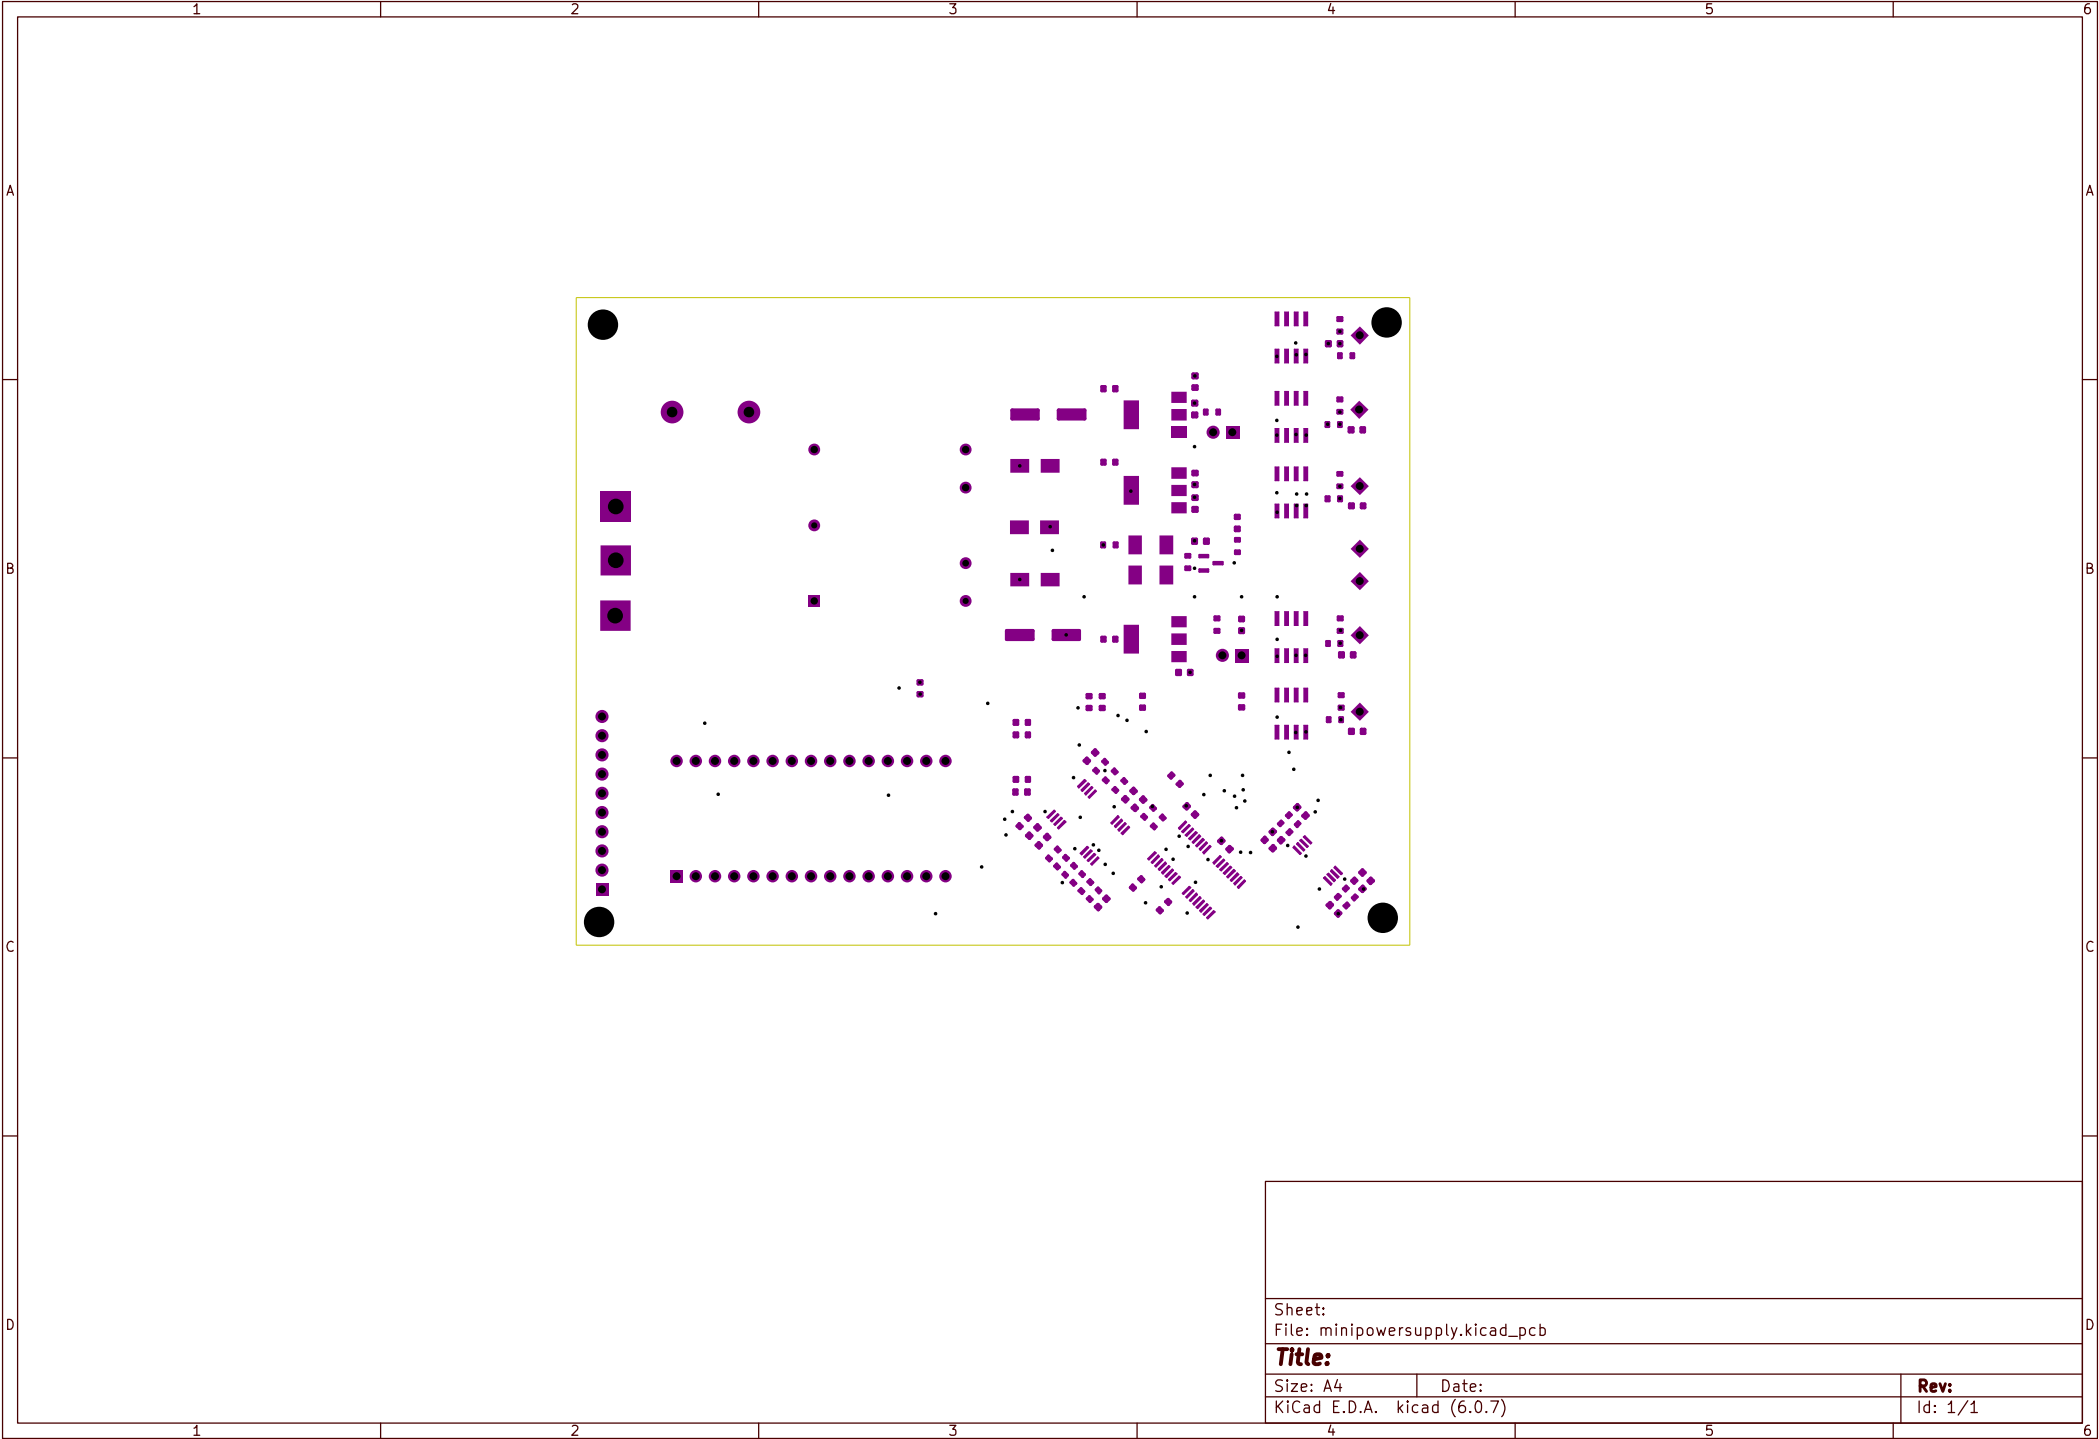 1 2 3 4 5 6
A A
B B
C C
D D
Sheet:
File: minipowersupply.kicad_pcb
Title:
Size: A4 Date: Rev:
KiCad E.D.A. kicad (6.0.7) Id: 1/1
1 2 3 4 5 6